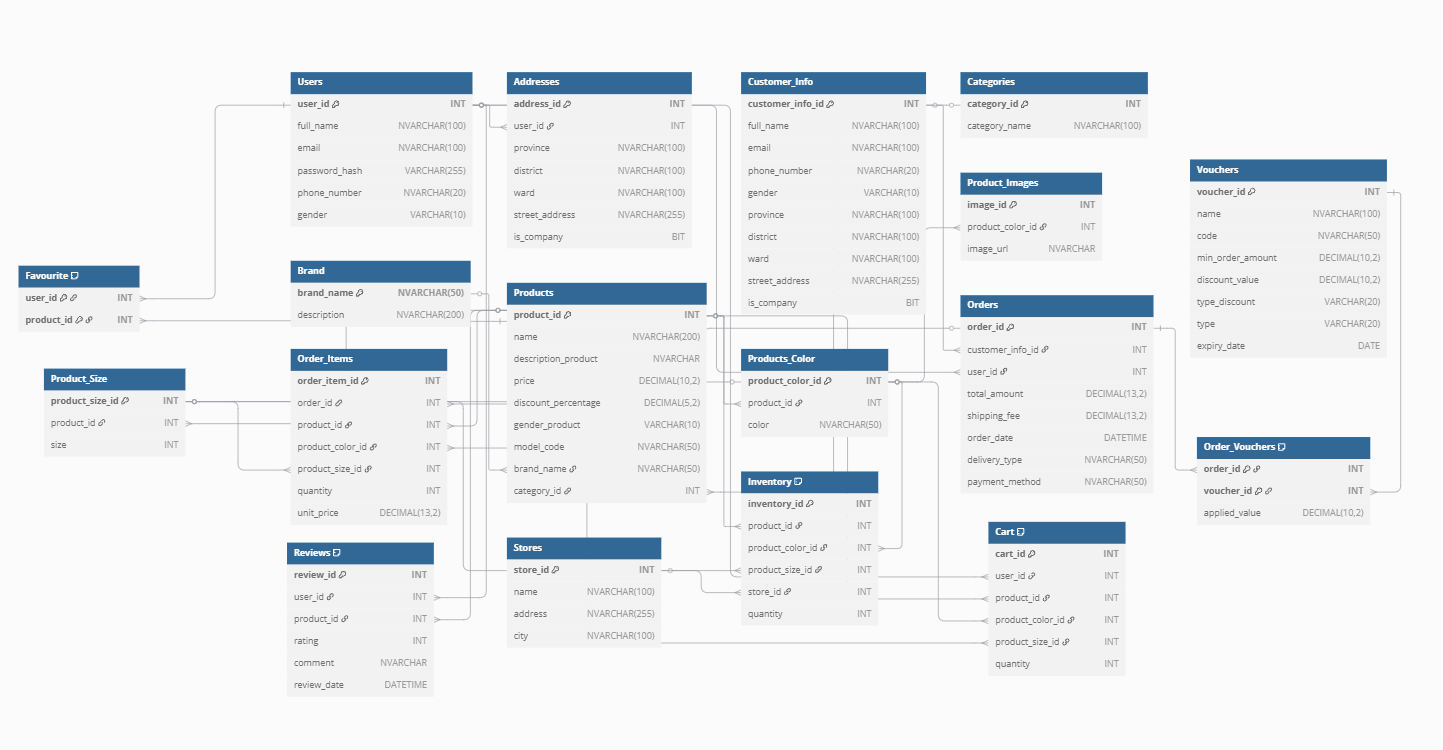 Users
user_id INT
full_name NVARCHAR(100)
email NVARCHAR(100)
password_hash VARCHAR(255)
phone_number NVARCHAR(20)
gender VARCHAR(10)
Addresses
address_id INT
user_id INT
province NVARCHAR(100)
district NVARCHAR(100)
ward NVARCHAR(100)
street_address NVARCHAR(255)
is_company BIT
Customer_Info
customer_info_id INT
full_name NVARCHAR(100)
email NVARCHAR(100)
phone_number NVARCHAR(20)
gender VARCHAR(10)
province NVARCHAR(100)
district NVARCHAR(100)
ward NVARCHAR(100)
street_address NVARCHAR(255)
is_company BIT
Categories
category_id INT
category_name NVARCHAR(100)
Product_Images
image_id INT
product_color_id INT
image_url NVARCHAR
Vouchers
voucher_id INT
name NVARCHAR(100)
code NVARCHAR(50)
min_order_amount DECIMAL(10,2)
discount_value DECIMAL(10,2)
type_discount VARCHAR(20)
type VARCHAR(20)
expiry_date DATE
Favourite
user_id INT
product_id INT
Brand
brand_name NVARCHAR(50)
description NVARCHAR(200)
Products
product_id INT
name NVARCHAR(200)
description_product NVARCHAR
price DECIMAL(10,2)
discount_percentage DECIMAL(5,2)
gender_product VARCHAR(10)
model_code NVARCHAR(50)
brand_name NVARCHAR(50)
category_id INT
Orders
order_id INT
customer_info_id INT
user_id INT
total_amount DECIMAL(13,2)
shipping_fee DECIMAL(13,2)
order_date DATETIME
delivery_type NVARCHAR(50)
payment_method NVARCHAR(50)
Product_Size
product_size_id INT
product_id INT
size INT
Order_Items
order_item_id INT
order_id INT
product_id INT
product_color_id INT
product_size_id INT
quantity INT
unit_price DECIMAL(13,2)
Products_Color
product_color_id INT
product_id INT
color NVARCHAR(50)
Order_Vouchers
order_id INT
voucher_id INT
applied_value DECIMAL(10,2)
Inventory
inventory_id INT
product_id INT
product_color_id INT
product_size_id INT
store_id INT
quantity INT
Reviews
review_id INT
user_id INT
product_id INT
rating INT
comment NVARCHAR
review_date DATETIME
Stores
store_id INT
name NVARCHAR(100)
address NVARCHAR(255)
city NVARCHAR(100)
Cart
cart_id INT
user_id INT
product_id INT
product_color_id INT
product_size_id INT
quantity INT